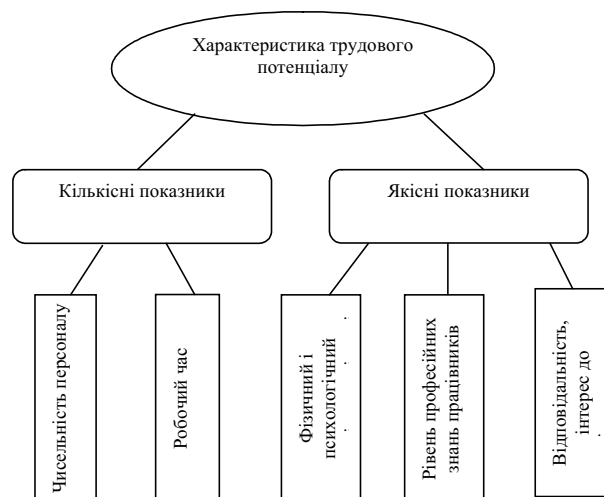 Характеристика трудового
потенціалу
Кількісні показники
Якісні показники
Чисельність персоналу
Робочий час
Фізичний і
психологічний
Рівень професійних
знань працівників
Відповідальність,
інтерес до